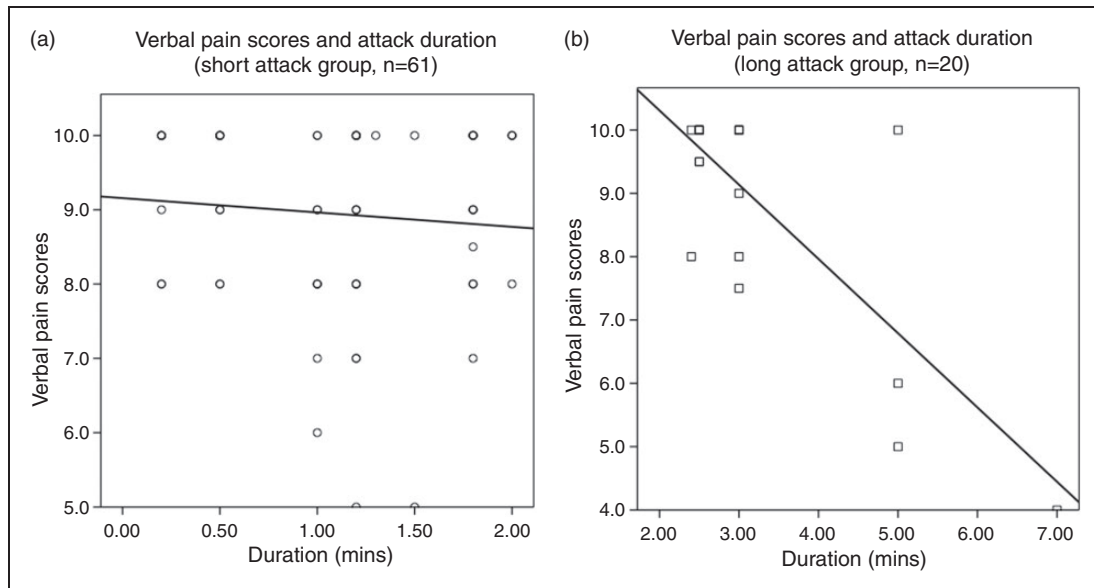 (a)
Verbal pain scores and attack duration
(short attack group, n=61)
Verbal pain scores
10.0
9.0
8.0
7.0
6.0
5.0
0.00 0.50 1.00 1.50 2.00
Duration (mins)
(b)
Verbal pain scores and attack duration
(long attack group, n=20)
Verbal pain scores
10.0
9.0
8.0
7.0
6.0
5.0
4.0
2.00 3.00 4.00 5.00 6.00 7.00
Duration (mins)